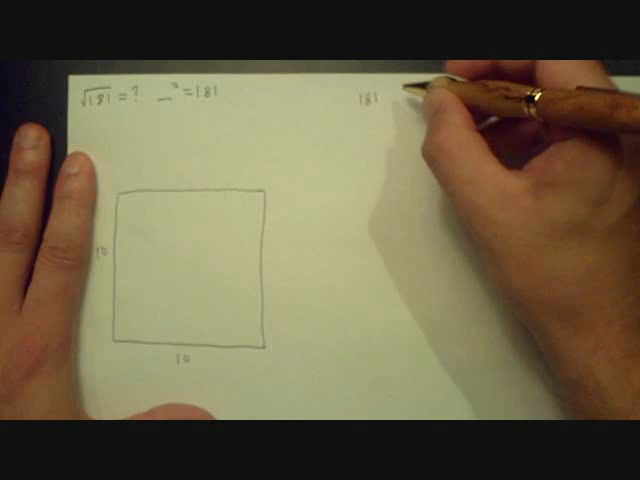 √181 = ? _² = 181
181
10
10